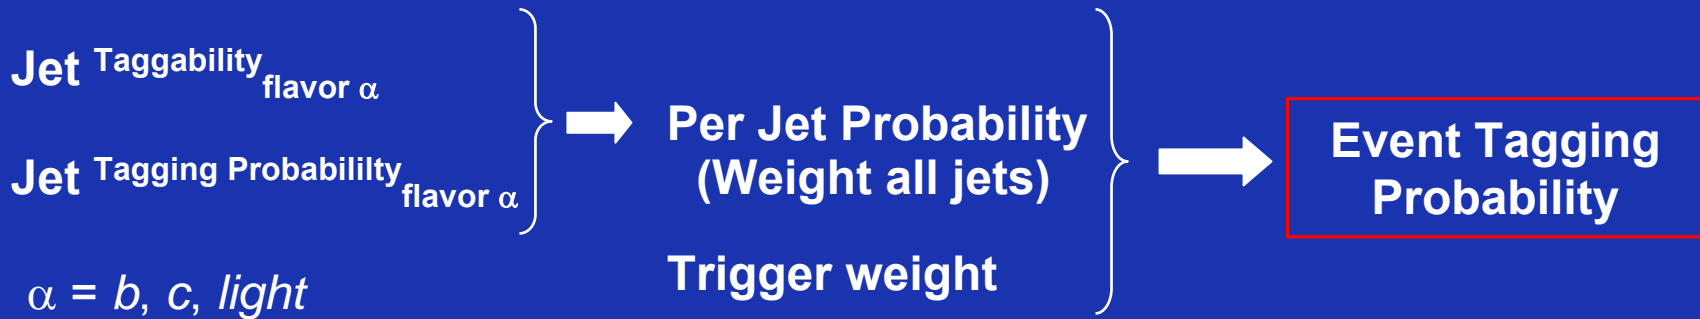 Jet Taggability flavor α
Jet Tagging Probabililty flavor α
α = b, c, light
Per Jet Probability
(Weight all jets)
Trigger weight
Event Tagging
Probability